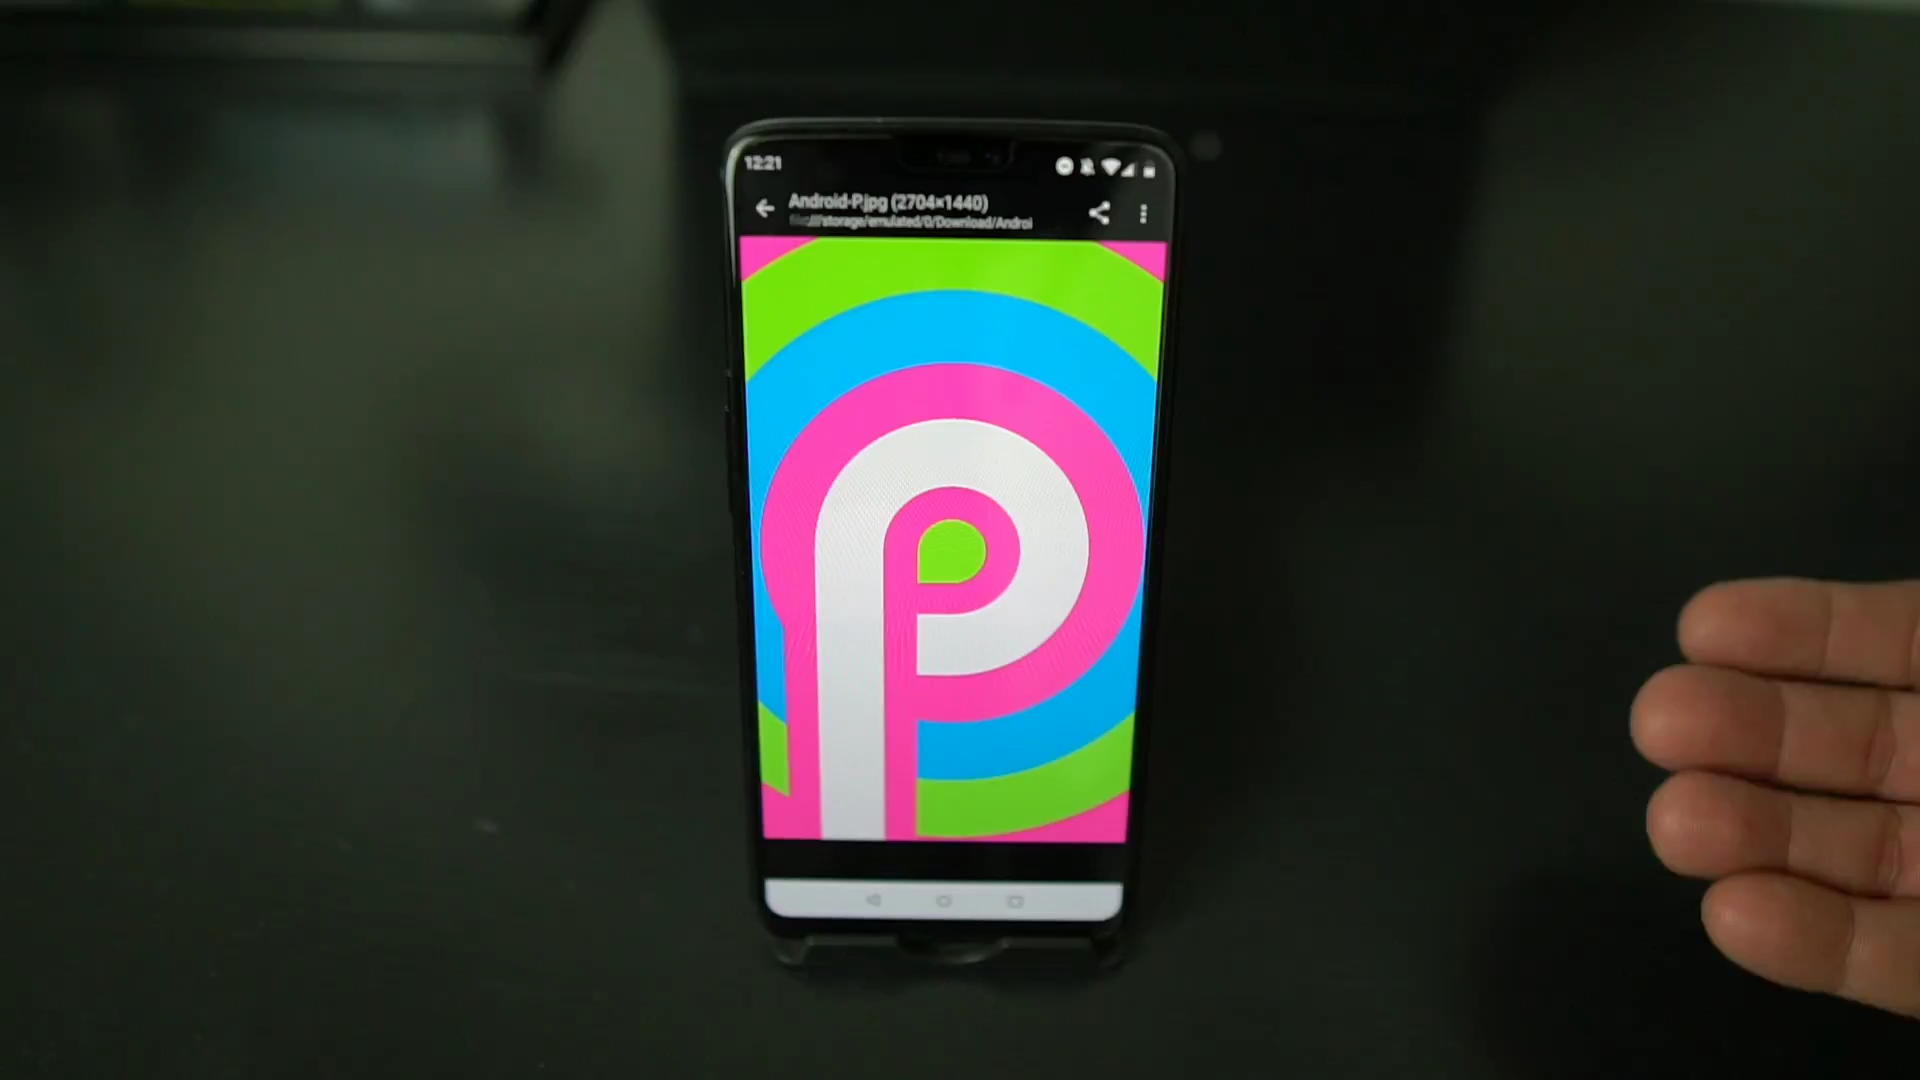 12:21
Android-P.jpg (2704×1440)
file:///storage/emulated/0/Download/Androi
P